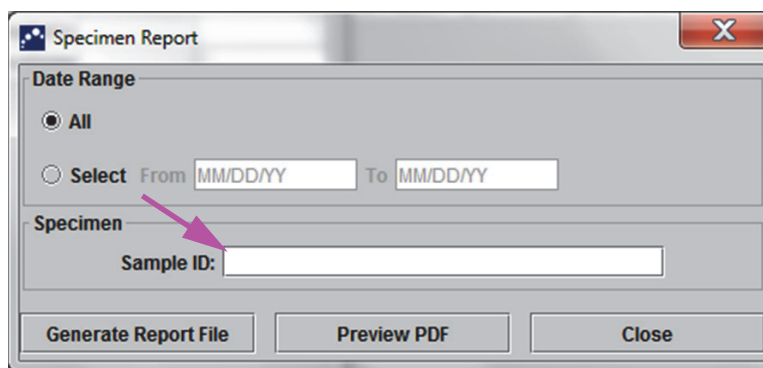 Specimen Report
Date Range
All
Select From MM/DD/YY To MM/DD/YY
Specimen
Sample ID:
Generate Report File Preview PDF Close